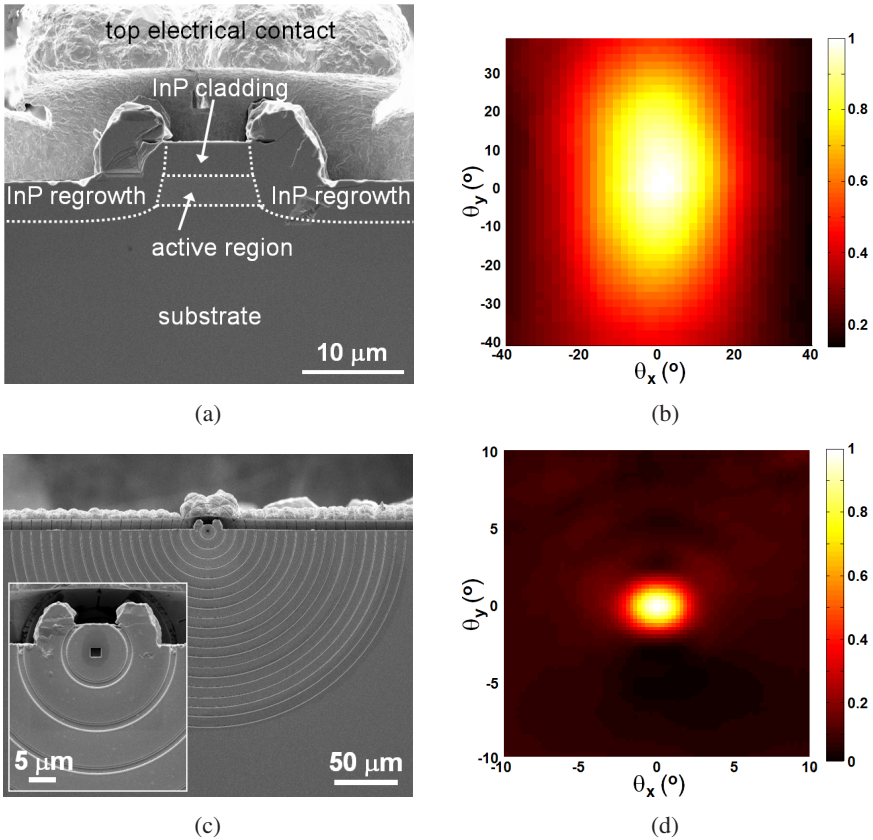 top electrical contact
InP cladding
InP regrowth
InP regrowth
active region
substrate
10 μm
(a)
30
20
10
0
-10
-20
-30
-40
θy (º)
-40
-20
0
20
40
θx (º)
1
0.8
0.6
0.4
0.2
(b)
5 μm
50 μm
(c)
10
5
0
-5
-10
θy (º)
-10
-5
0
5
10
θx (º)
1
0.8
0.6
0.4
0.2
0
(d)